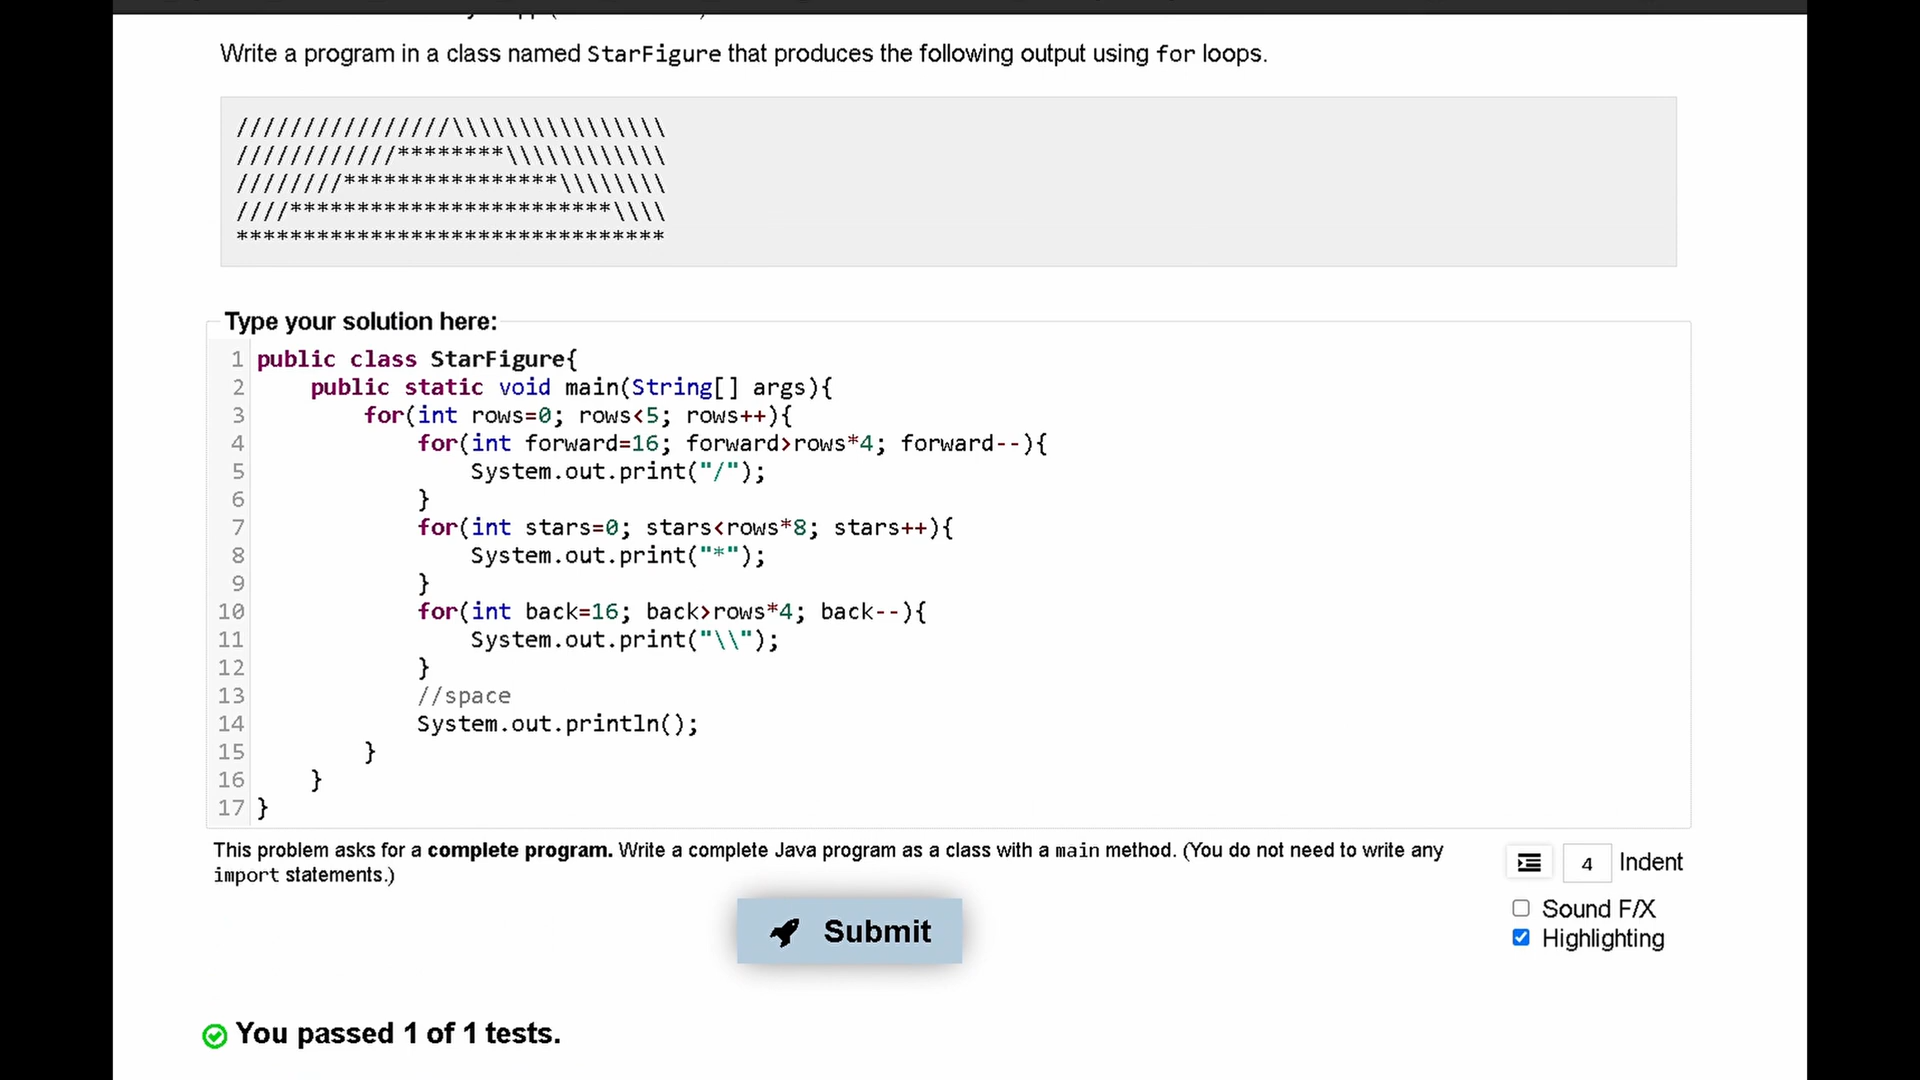 Write a program in a class named StarFigure that produces the following output using for loops.
////////////////\\\\\\\\\\\\\\\\
////////////********\\\\\\\\\\\\
////////****************\\\\\\\\
////************************\\\\
********************************
Type your solution here:
1 public class StarFigure{
2     public static void main(String[] args){
3         for(int rows=0; rows<5; rows++){
4             for(int forward=16; forward>rows*4; forward--){
5                 System.out.print("/");
6             }
7             for(int stars=0; stars<rows*8; stars++){
8                 System.out.print("*");
9             }
10             for(int back=16; back>rows*4; back--){
11                 System.out.print("\\");
12             }
13             //space
14             System.out.println();
15         }
16     }
17 }
This problem asks for a complete program. Write a complete Java program as a class with a main method. (You do not need to write any
import statements.)
4 Indent
Sound F/X
Highlighting
Submit
You passed 1 of 1 tests.